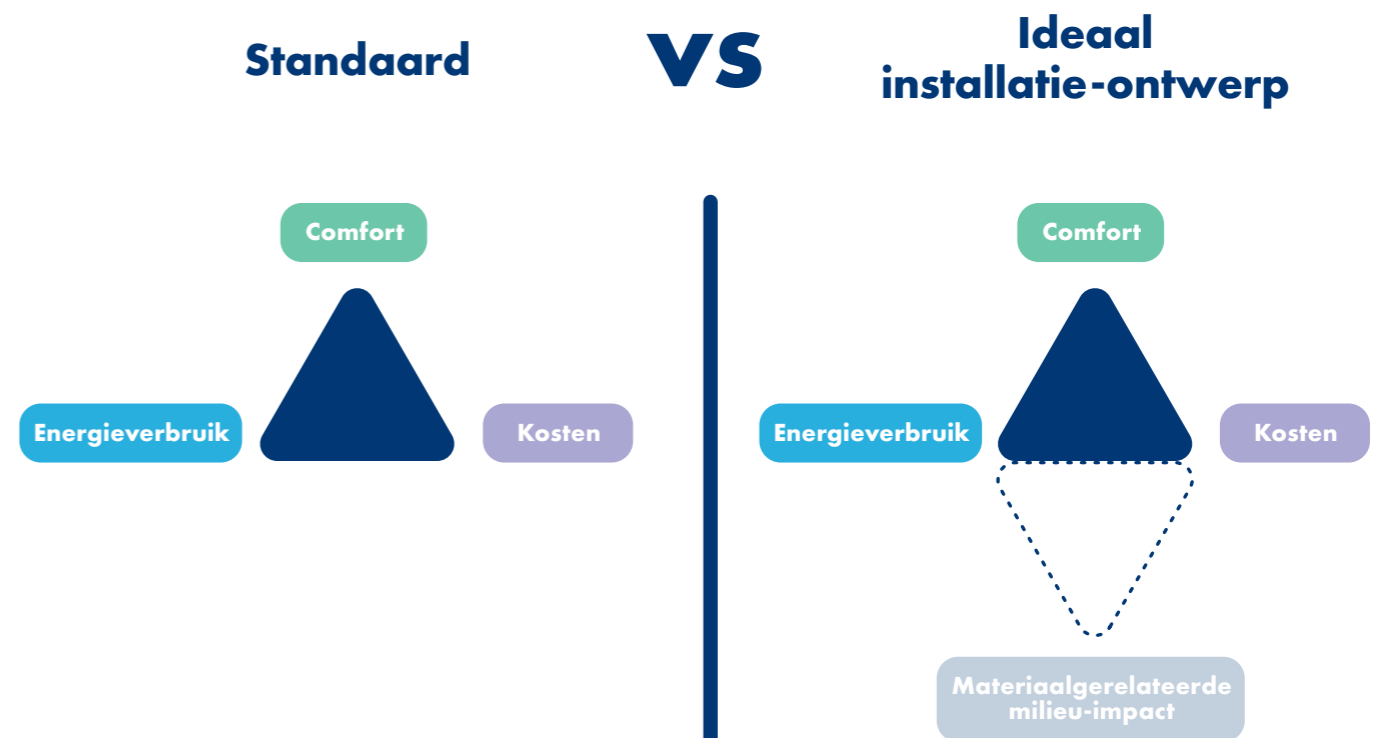 Standaard
vs
Ideaal
installatie-ontwerp
Comfort
Energieverbruik
Kosten
Comfort
Energieverbruik
Kosten
Materiaalgerelateerde
milieu-impact